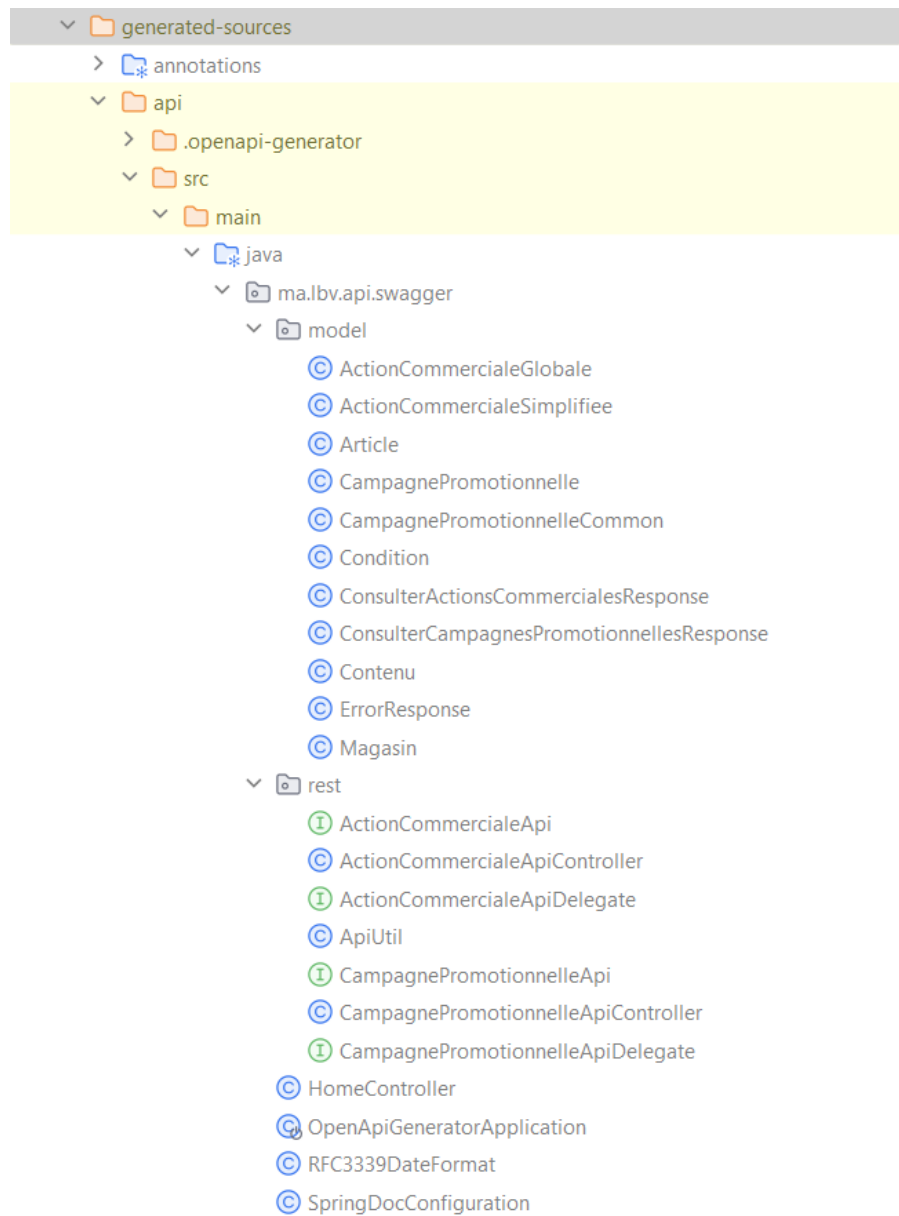 generated-sources
annotations
api
.openapi-generator
src
main
java
ma.lbv.api.swagger
model
ActionCommercialeGlobale
ActionCommercialeSimplifiee
Article
CampagnePromotionnelle
CampagnePromotionnelleCommon
Condition
ConsulterActionsCommercialesResponse
ConsulterCampagnesPromotionnellesResponse
Contenu
ErrorResponse
Magasin
rest
ActionCommercialeApi
ActionCommercialeApiController
ActionCommercialeApiDelegate
ApiUtil
CampagnePromotionnelleApi
CampagnePromotionnelleApiController
CampagnePromotionnelleApiDelegate
HomeController
OpenApiGeneratorApplication
RFC3339DateFormat
SpringDocConfiguration